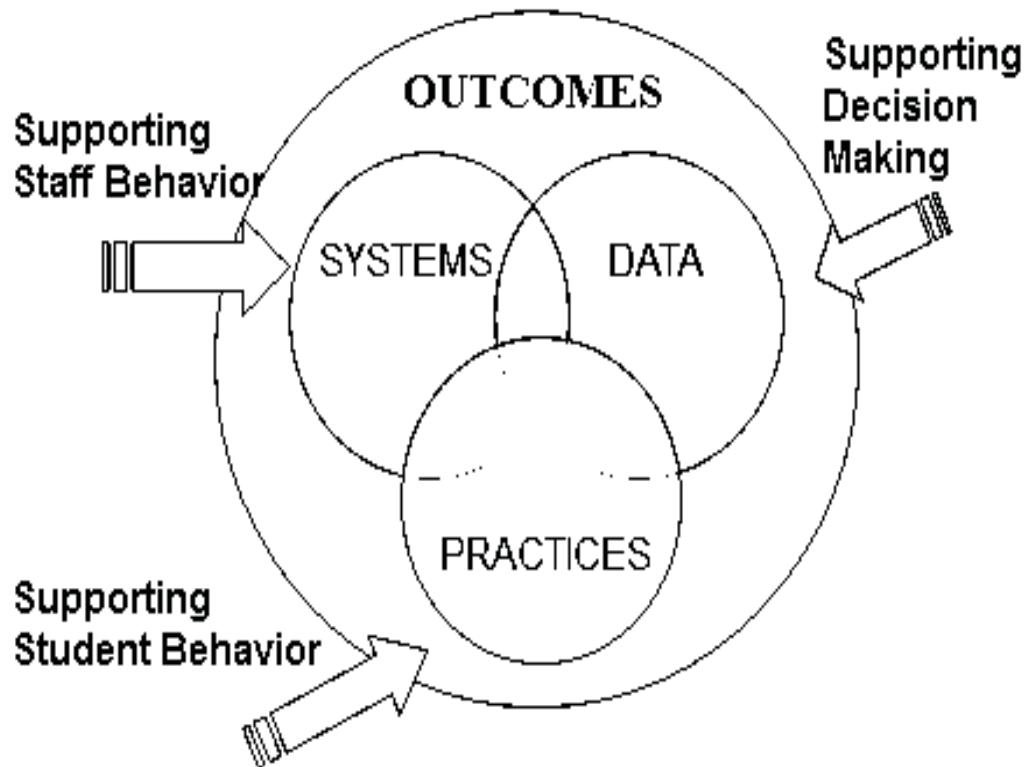 OUTCOMES
Supporting
Decision
Making
Supporting
Staff Behavior
SYSTEMS
DATA
PRACTICES
Supporting
Student Behavior